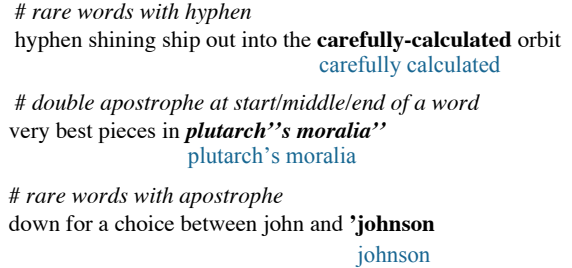 # rare words with hyphen
hyphen shining ship out into the carefully-calculated orbit
carefully calculated
# double apostrophe at start/middle/end of a word
very best pieces in plutarch’’s moralia’’
plutarch’s moralia
# rare words with apostrophe
down for a choice between john and ’johnson
johnson